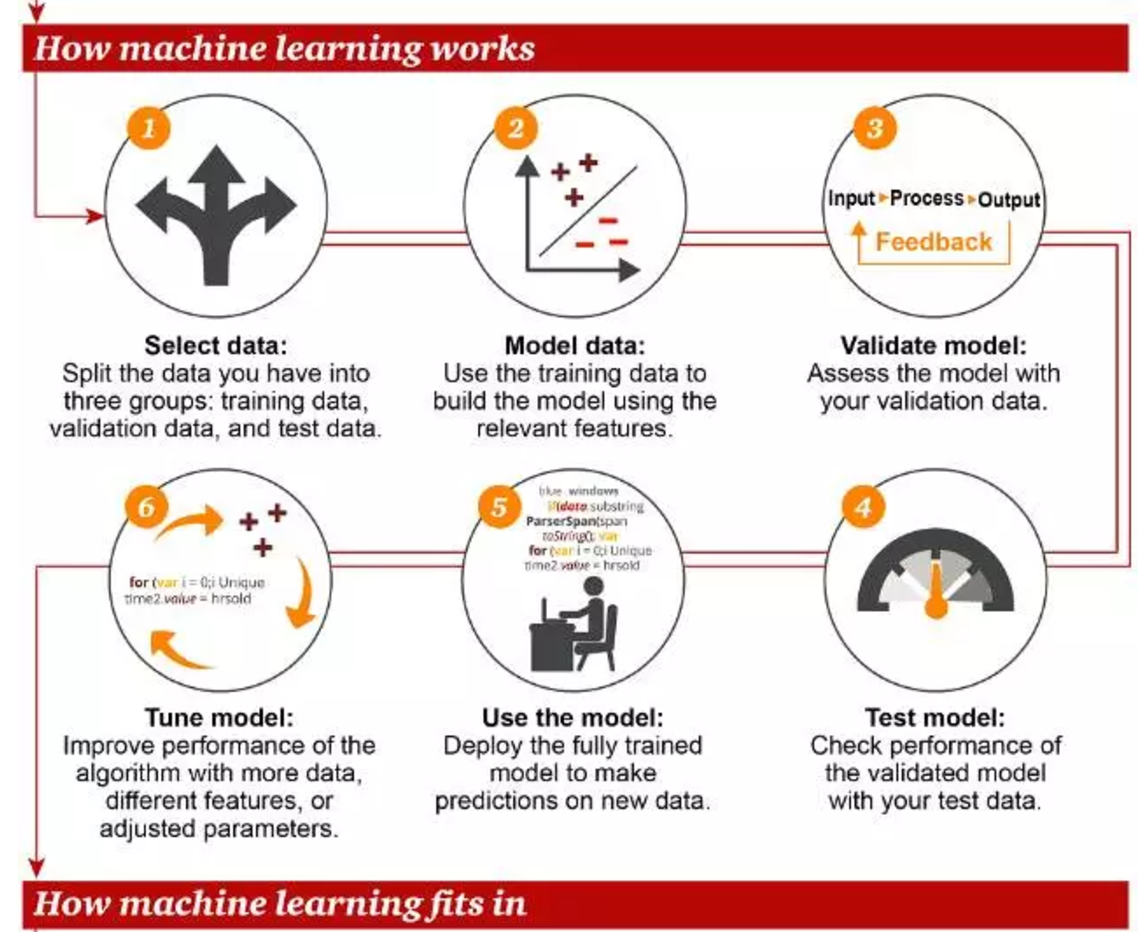 How machine learning works
1
2
3
Input Process Output
Feedback
Select data:
Split the data you have into
three groups: training data,
validation data, and test data.
Model data:
Use the training data to
build the model using the
relevant features.
Validate model:
Assess the model with
your validation data.
4
Test model:
Check performance of
the validated model
with your test data.
5
blue windows
if(data.substring
ParserSpan(span
toString(); var
for (var i = 0;i Unique
time2.value = hrsold
Use the model:
Deploy the fully trained
model to make
predictions on new data.
6
for (var i = 0;i Unique
time2.value = hrsold
Tune model:
Improve performance of the
algorithm with more data,
different features, or
adjusted parameters.
How machine learning fits in